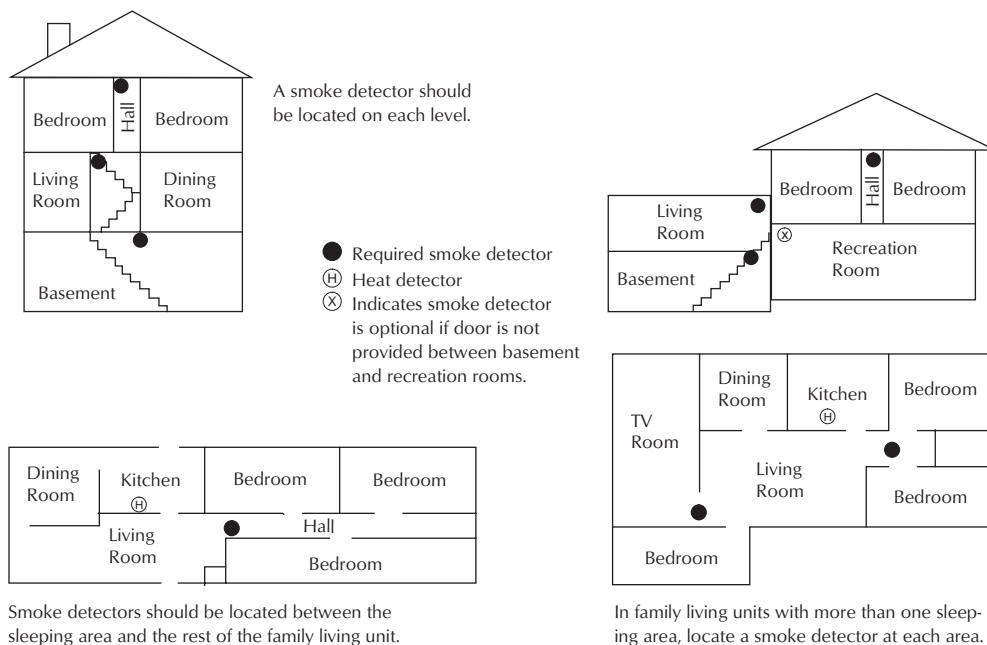 A smoke detector should
be located on each level.
Bedroom
Hall
Bedroom
Living
Room
Dining
Room
Basement
Required smoke detector
H Heat detector
X Indicates smoke detector
is optional if door is not
provided between basement
and recreation rooms.
Bedroom
Hall
Bedroom
Living
Room
X
Recreation
Room
Basement
Dining
Room
Kitchen
H
Bedroom
Bedroom
Living
Room
Hall
Bedroom
Smoke detectors should be located between the
sleeping area and the rest of the family living unit.
TV
Room
Dining
Room
Kitchen
H
Bedroom
Living
Room
Bedroom
Bedroom
In family living units with more than one sleep-
ing area, locate a smoke detector at each area.